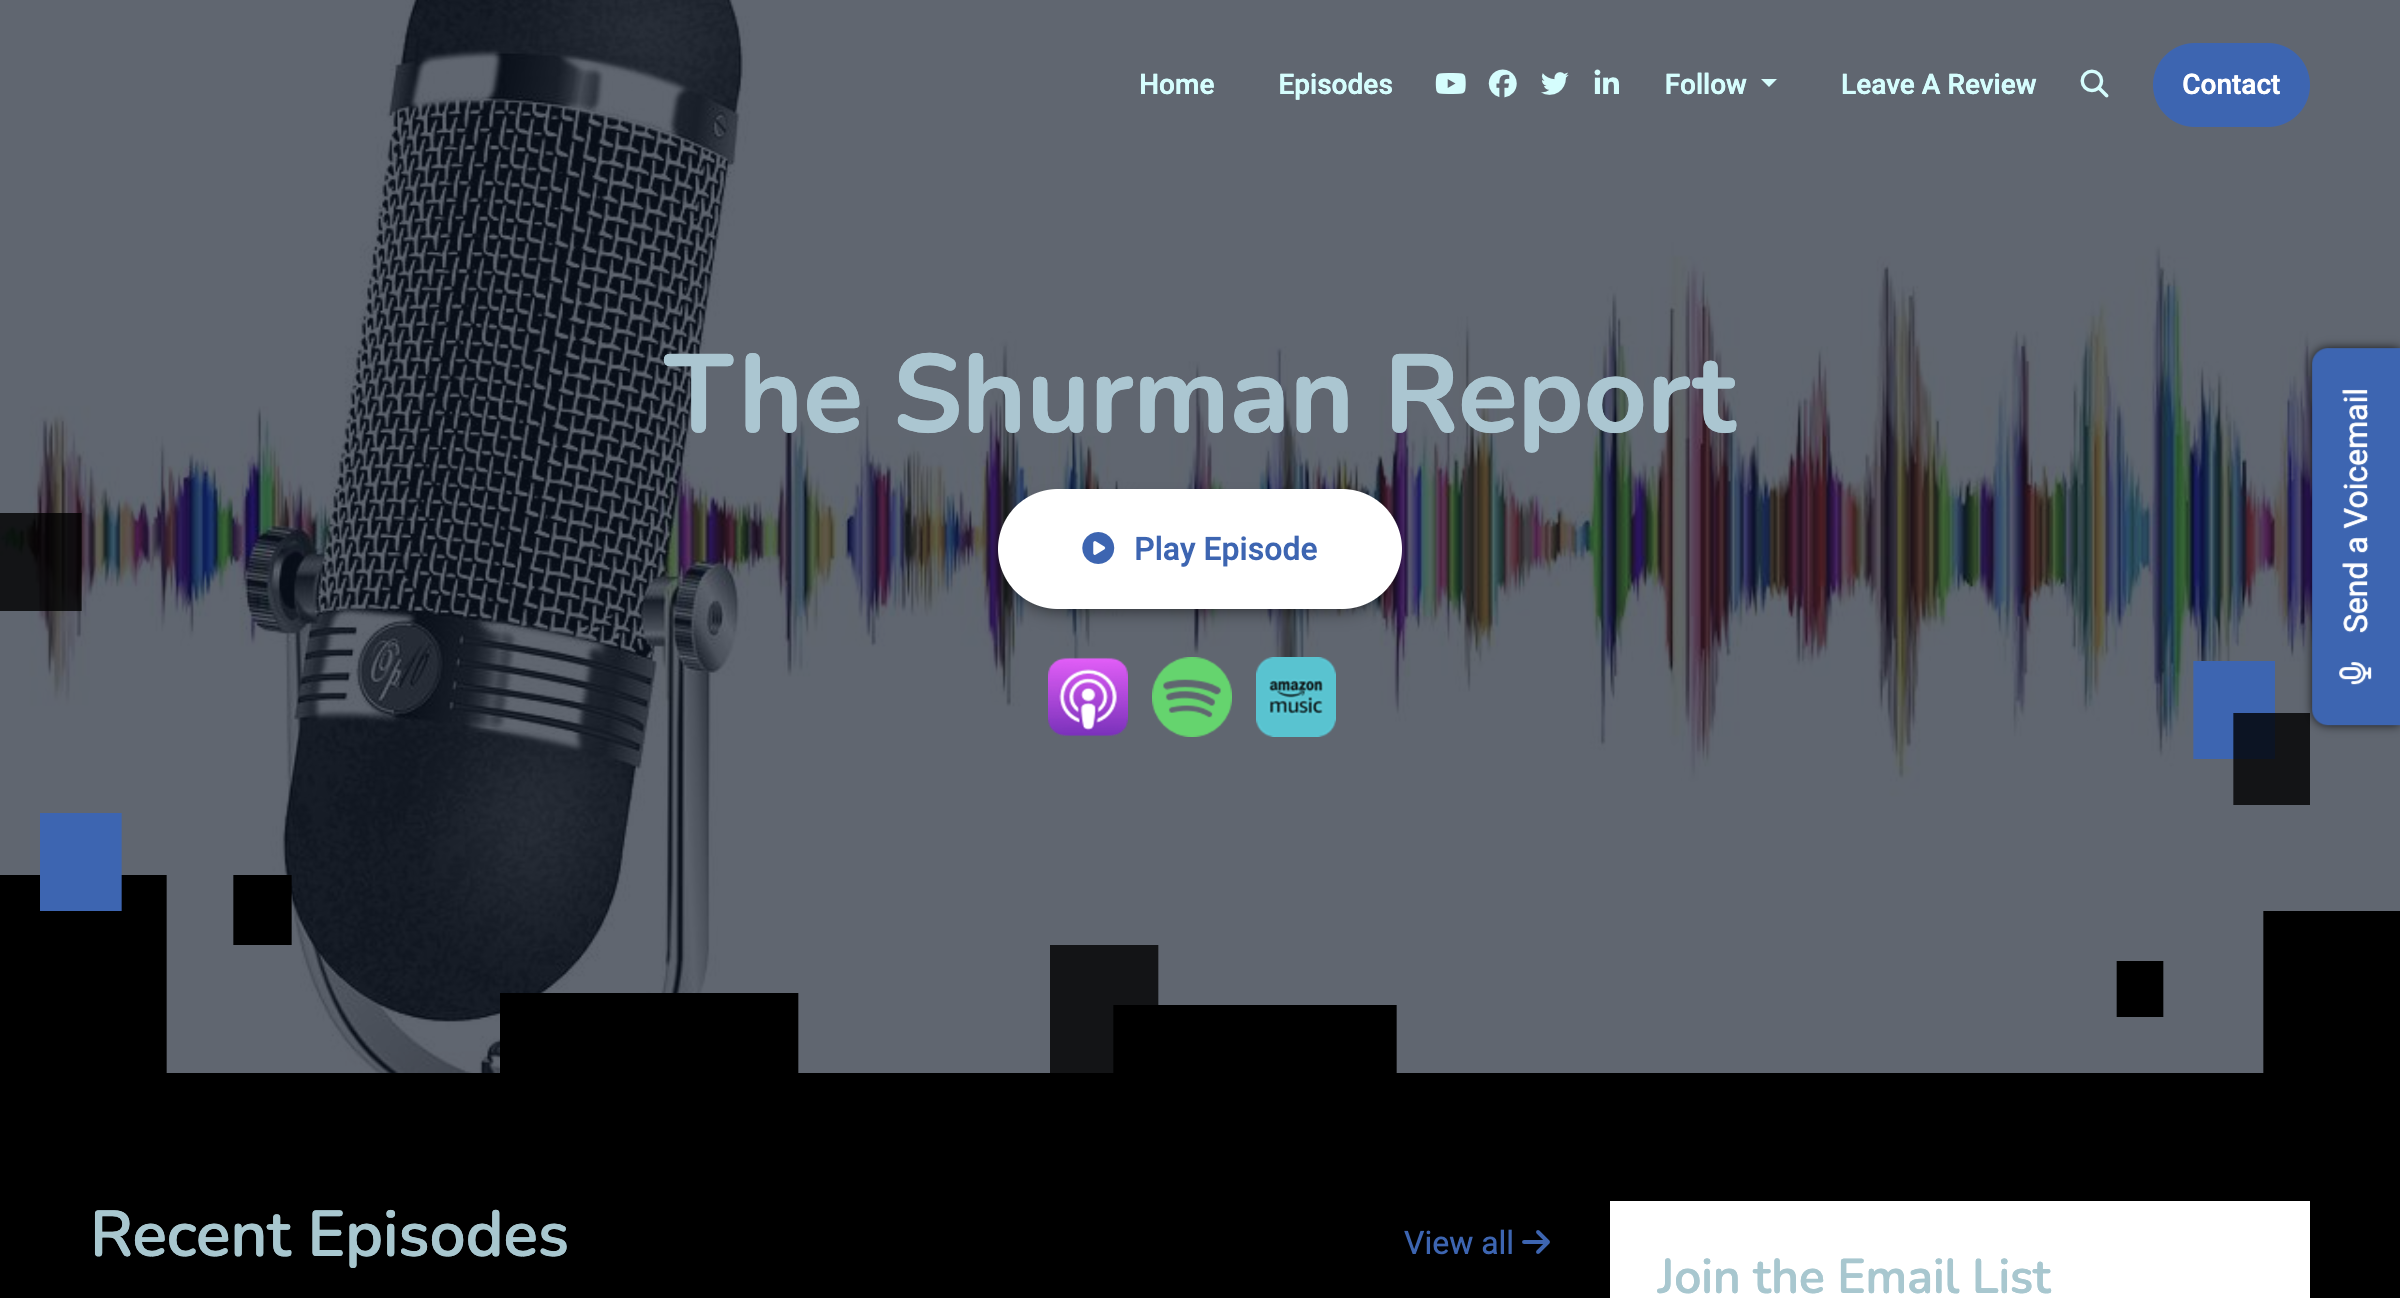 Home Episodes Follow Leave A Review Contact
The Shurman Report
Play Episode
amazon
music
Send a Voicemail
Recent Episodes
View all
Join the Email List